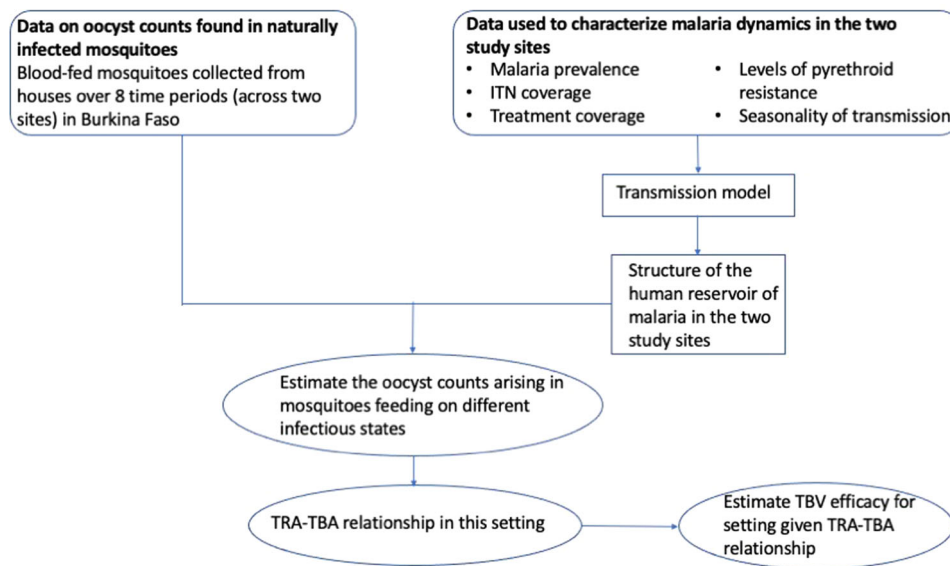 Data on oocyst counts found in naturally
infected mosquitoes
Blood-fed mosquitoes collected from
houses over 8 time periods (across two
sites) in Burkina Faso
Data used to characterize malaria dynamics in the two
study sites
• Malaria prevalence
• ITN coverage
• Treatment coverage
• Levels of pyrethroid
resistance
• Seasonality of transmission
Transmission model
Structure of the
human reservoir of
malaria in the two
study sites
Estimate the oocyst counts arising in
mosquitoes feeding on different
infectious states
TRA-TBA relationship in this setting
Estimate TBV efficacy for
setting given TRA-TBA
relationship